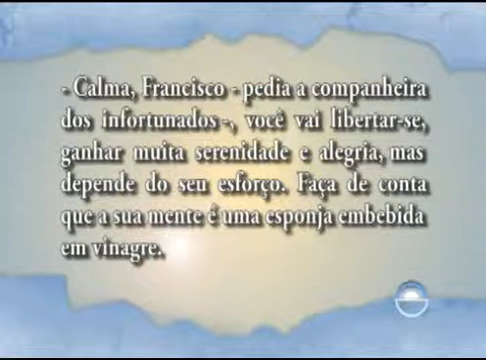 - Calma, Francisco - pedia a companheira
dos infortunados -, você vai libertar-se,
ganhar muita serenidade e alegria, mas
depende do seu esforço. Faça de conta
que a sua mente é uma esponja embebida
em vinagre.